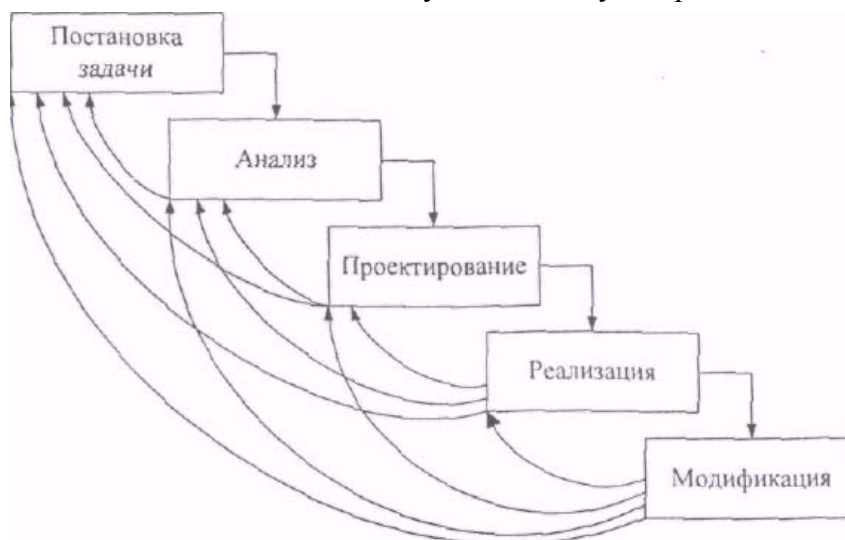 Постановка
задачи
Анализ
Проектирование
Реализация
Модификация